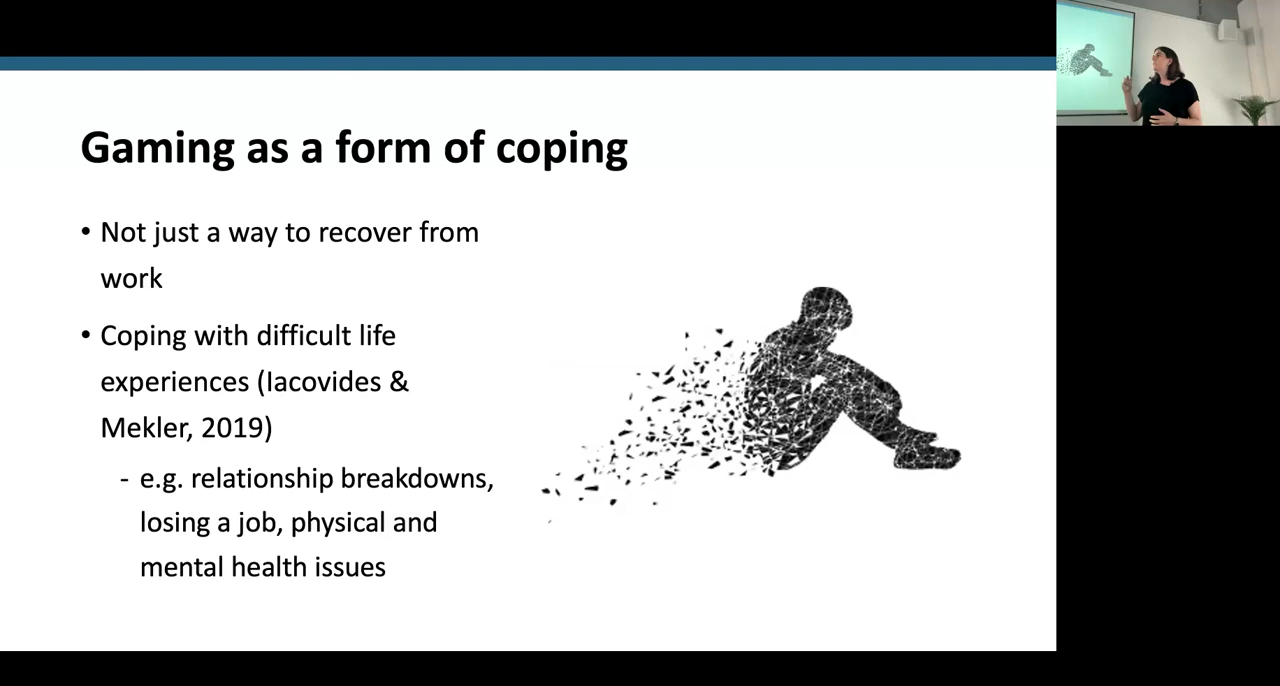 Gaming as a form of coping
• Not just a way to recover from
work
• Coping with difficult life
experiences (Iacovides &
Mekler, 2019)
- e.g. relationship breakdowns,
losing a job, physical and
mental health issues